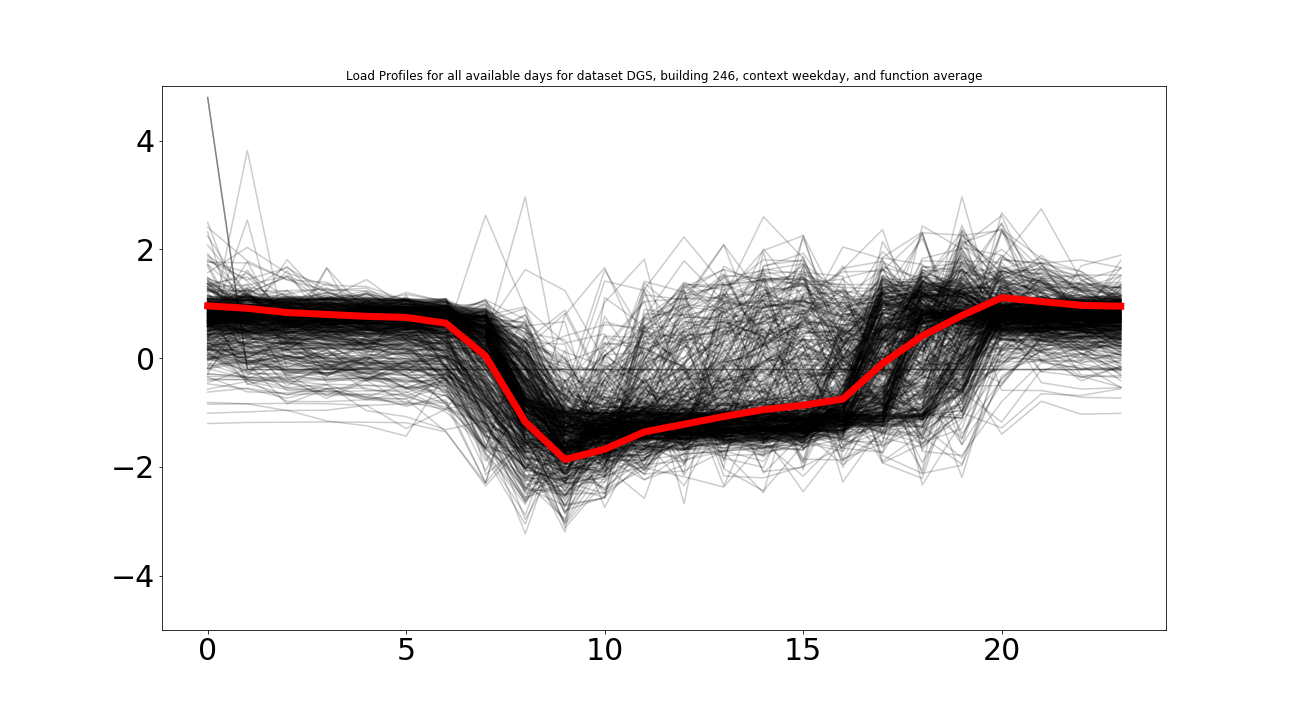 Load Profiles for all available days for dataset DGS, building 246, context weekday, and function average
4
2
0
−2
−4
0 5 10 15 20